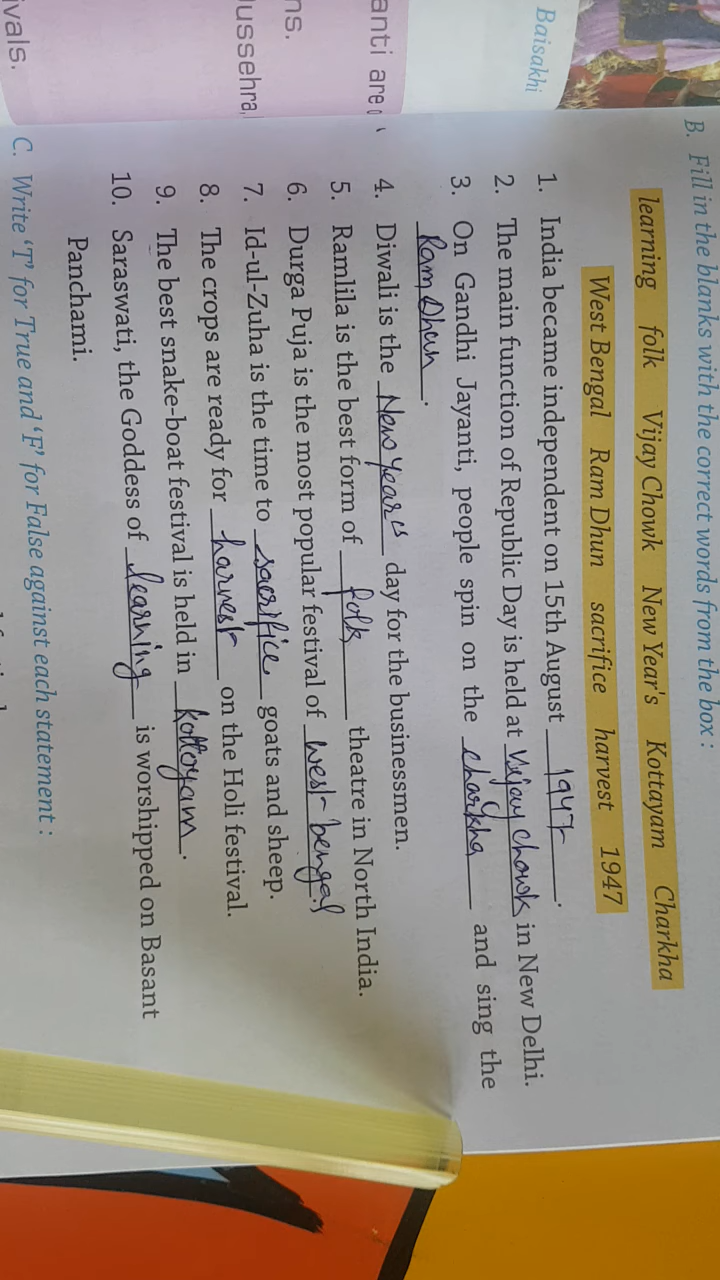 Baisakhi
anti are
ns.
ussehra,
ivals.
B. Fill in the blanks with the correct words from the box :
learning folk Vijay Chowk New Year's Kottayam Charkha
West Bengal Ram Dhun sacrifice harvest 1947
1. India became independent on 15th August 1947.
2. The main function of Republic Day is held at Vijay Chowk in New Delhi.
3. On Gandhi Jayanti, people spin on the charkha and sing the
Ram Dhun.
4. Diwali is the New Year's day for the businessmen.
5. Ramlila is the best form of folk theatre in North India.
6. Durga Puja is the most popular festival of west bengal.
7. Id-ul-Zuha is the time to sacrifice goats and sheep.
8. The crops are ready for harvest on the Holi festival.
9. The best snake-boat festival is held in kottoyam.
10. Saraswati, the Goddess of learning is worshipped on Basant
Panchami.
C. Write 'T' for True and 'F' for False against each statement :